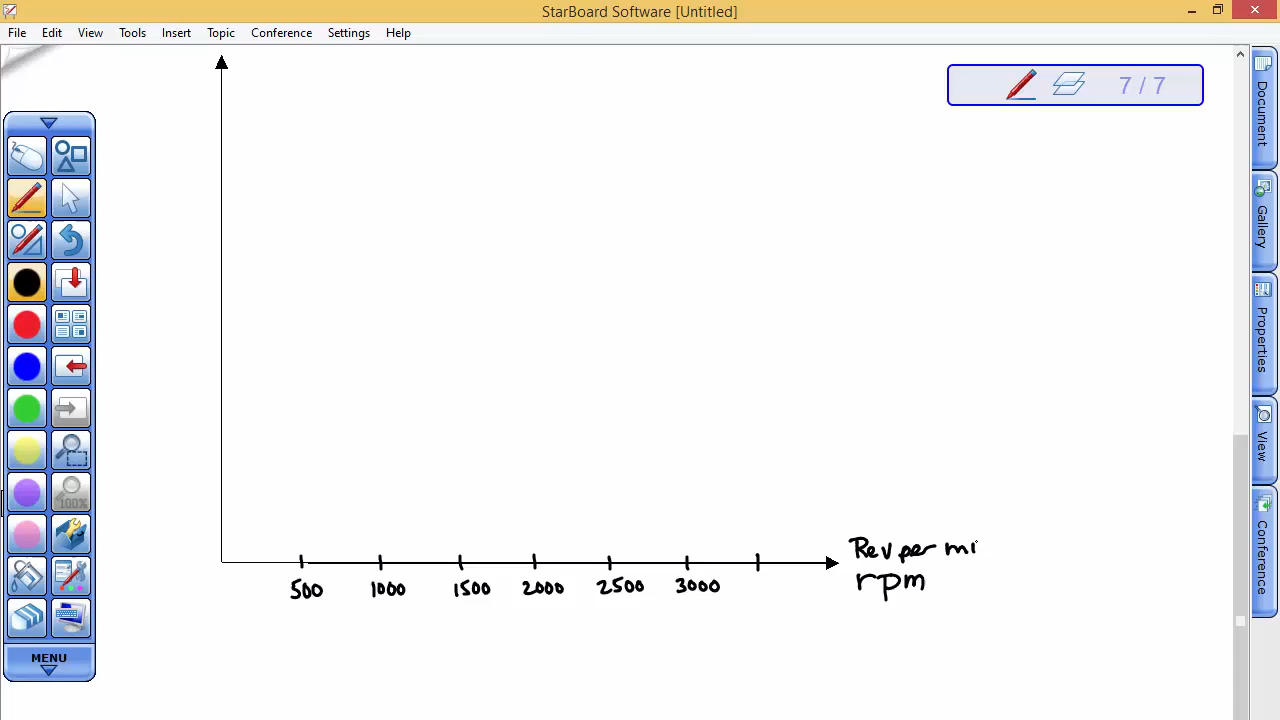 StarBoard Software [Untitled]
File Edit View Tools Insert Topic Conference Settings Help
7 / 7
Document
Gallery
Properties
View
Conference
100%
MENU
Rev per mi
rpm
500 1000 1500 2000 2500 3000